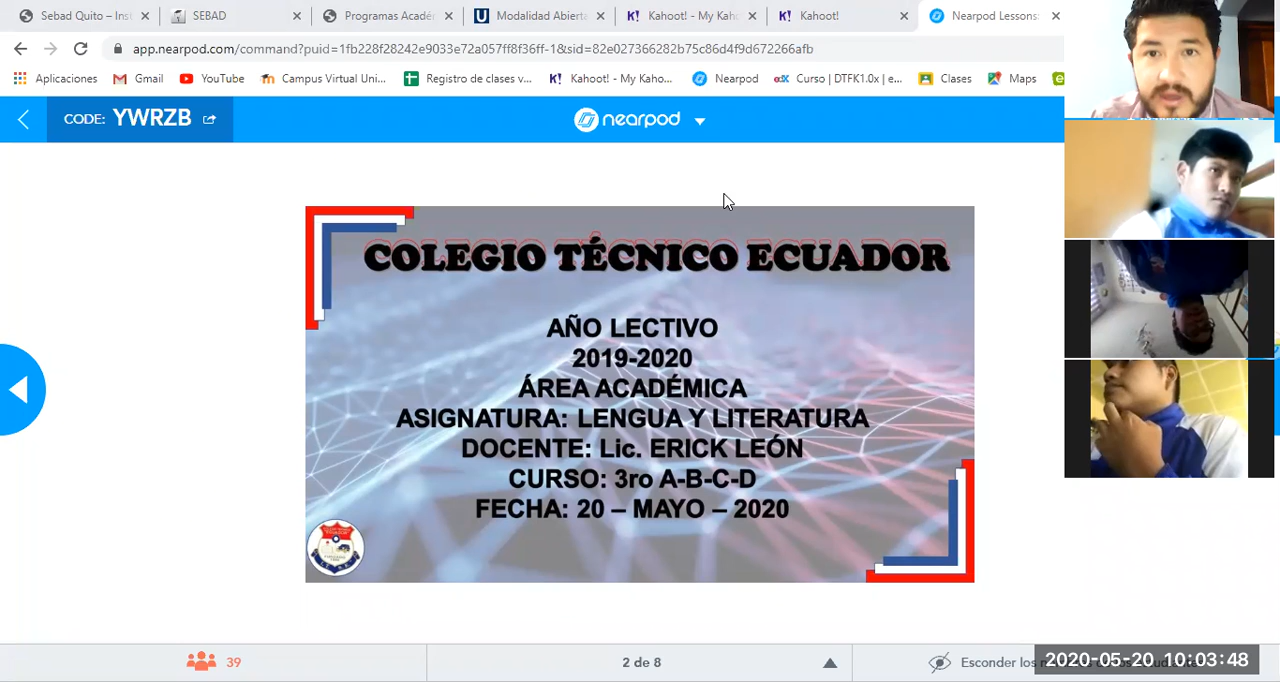 Sebad Quito – Inst
SEBAD
Programas Acadé
Modalidad Abierta
Kahoot! - My Kah
Kahoot!
Nearpod Lessons:
app.nearpod.com/command?puid=1fb228f28242e9033e72a057ff8f36ff-1&sid=82e027366282b75c86d4f9d672266afb
Aplicaciones
Gmail
YouTube
Campus Virtual Uni...
Registro de clases v...
Kahoot! - My Kaho...
Nearpod
Curso | DTFK1.0x | e...
Clases
Maps
CODE: YWRZB
nearpod
COLEGIO TÉCNICO ECUADOR
AÑO LECTIVO
2019-2020
ÁREA ACADÉMICA
ASIGNATURA: LENGUA Y LITERATURA
DOCENTE: Lic. ERICK LEÓN
CURSO: 3ro A-B-C-D
FECHA: 20 – MAYO – 2020
39
2 de 8
Esconder los
2020-05-20 10:03:48